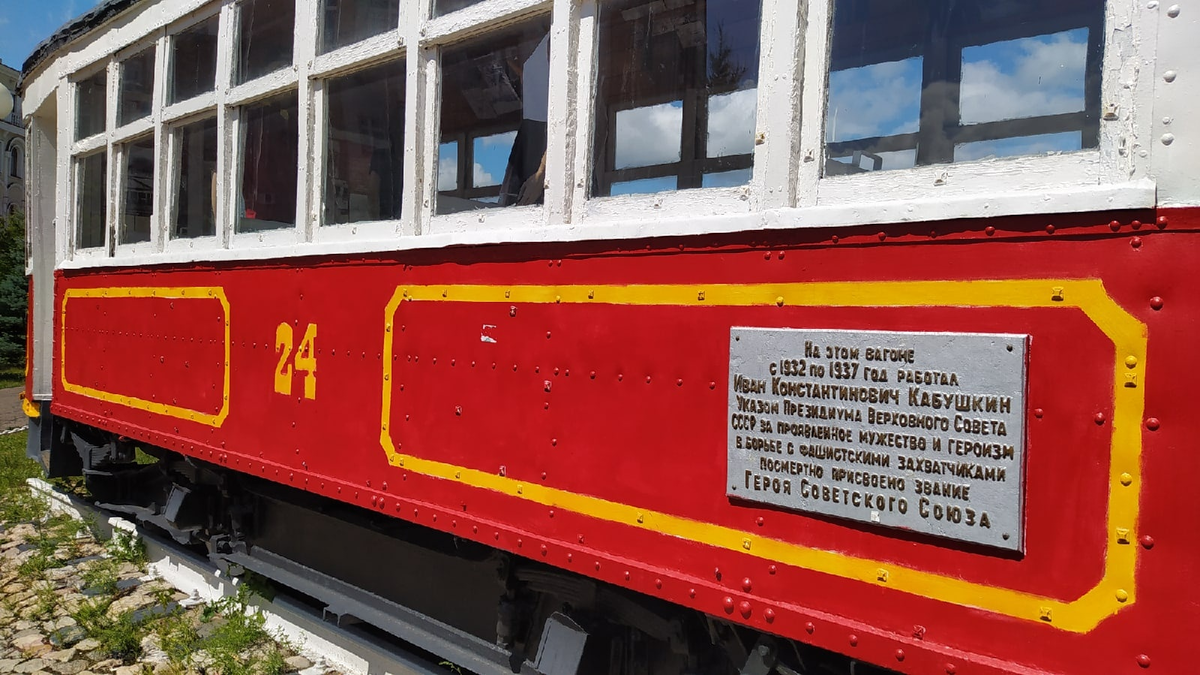 24
На этом вагоне
с 1932 по 1937 год работал
Иван Константинович Кабушкин
Указом Президиума Верховного Совета
СССР за проявленное мужество и героизм
в борьбе с фашистскими захватчиками
посмертно присвоено звание
Героя Советского Союза